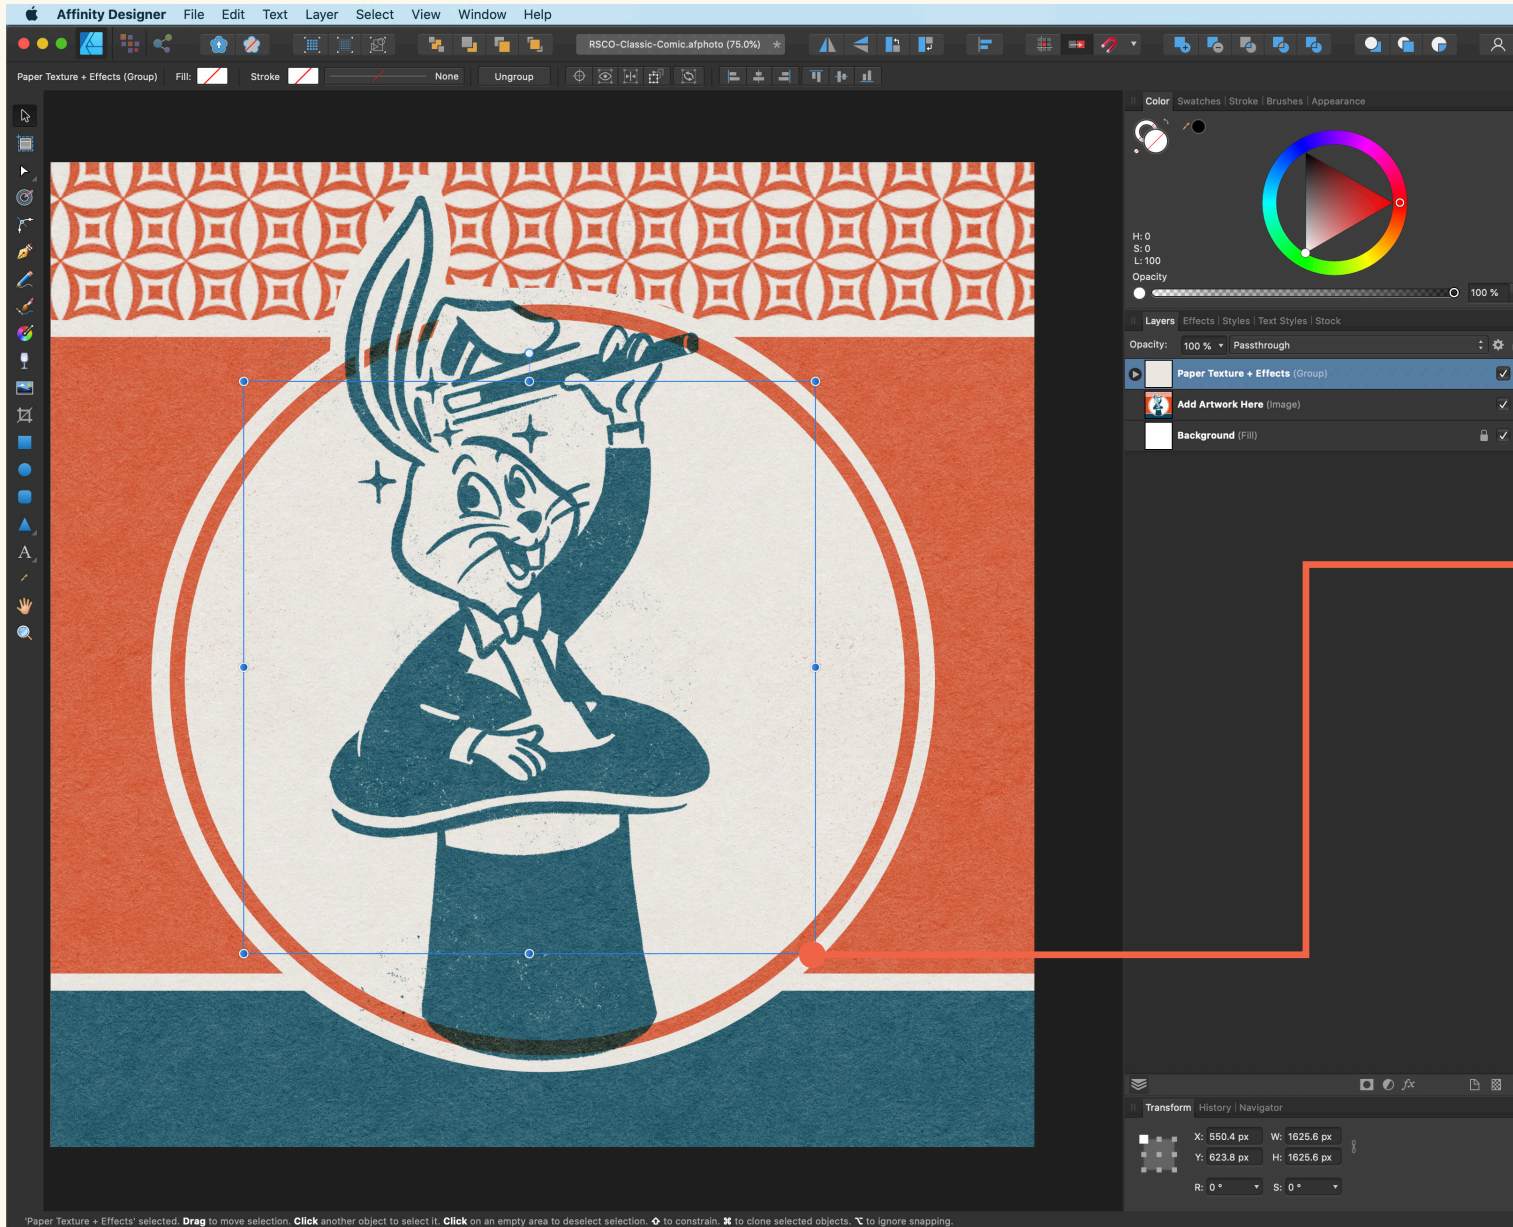 Affinity Designer File Edit Text Layer Select View Window Help
RSCO-Classic-Comic.afphoto (75.0%)
Paper Texture + Effects (Group) Fill: Stroke None Ungroup
Color Swatches | Stroke | Brushes | Appearance
H: 0
S: 0
L: 100
Opacity
100 %
Layers Effects | Styles | Text Styles | Stock
Opacity: 100 % Passthrough
Paper Texture + Effects (Group)
Add Artwork Here (Image)
Background (Fill)
A
fx
Transform History | Navigator
X: 550.4 px W: 1625.6 px
Y: 623.8 px H: 1625.6 px
R: 0 ° S: 0 °
'Paper Texture + Effects' selected. Drag to move selection. Click another object to select it. Click on an empty area to deselect selection. ⇧ to constrain. ⌘ to clone selected objects. ⌥ to ignore snapping.